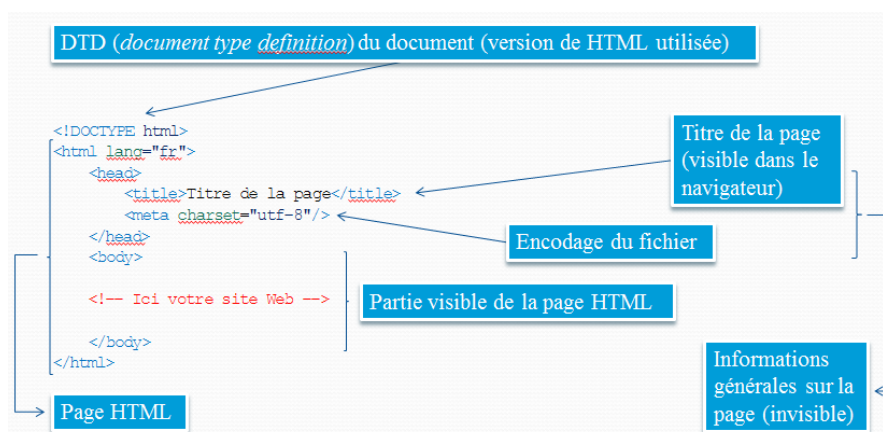 DTD (document type definition) du document (version de HTML utilisée)
<!DOCTYPE html>
<html lang="fr">
<head>
<title>Titre de la page</title>
<meta charset="utf-8"/>
</head>
<body>
<!-- Ici votre site Web -->
</body>
</html>
Titre de la page
(visible dans le
navigateur)
Encodage du fichier
Partie visible de la page HTML
Informations
générales sur la
page (invisible)
Page HTML